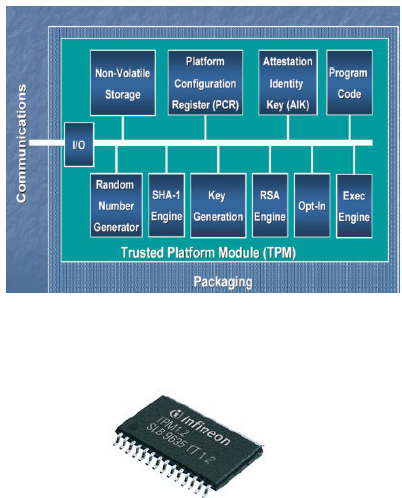 Communications
I/O
Non-Volatile
Storage
Platform
Configuration
Register (PCR)
Attestation
Identity
Key (AIK)
Program
Code
Random
Number
Generator
SHA-1
Engine
Key
Generation
RSA
Engine
Opt-In
Exec
Engine
Trusted Platform Module (TPM)
Packaging
infineon
TPM1.2
SLB 9635 TT 1.2